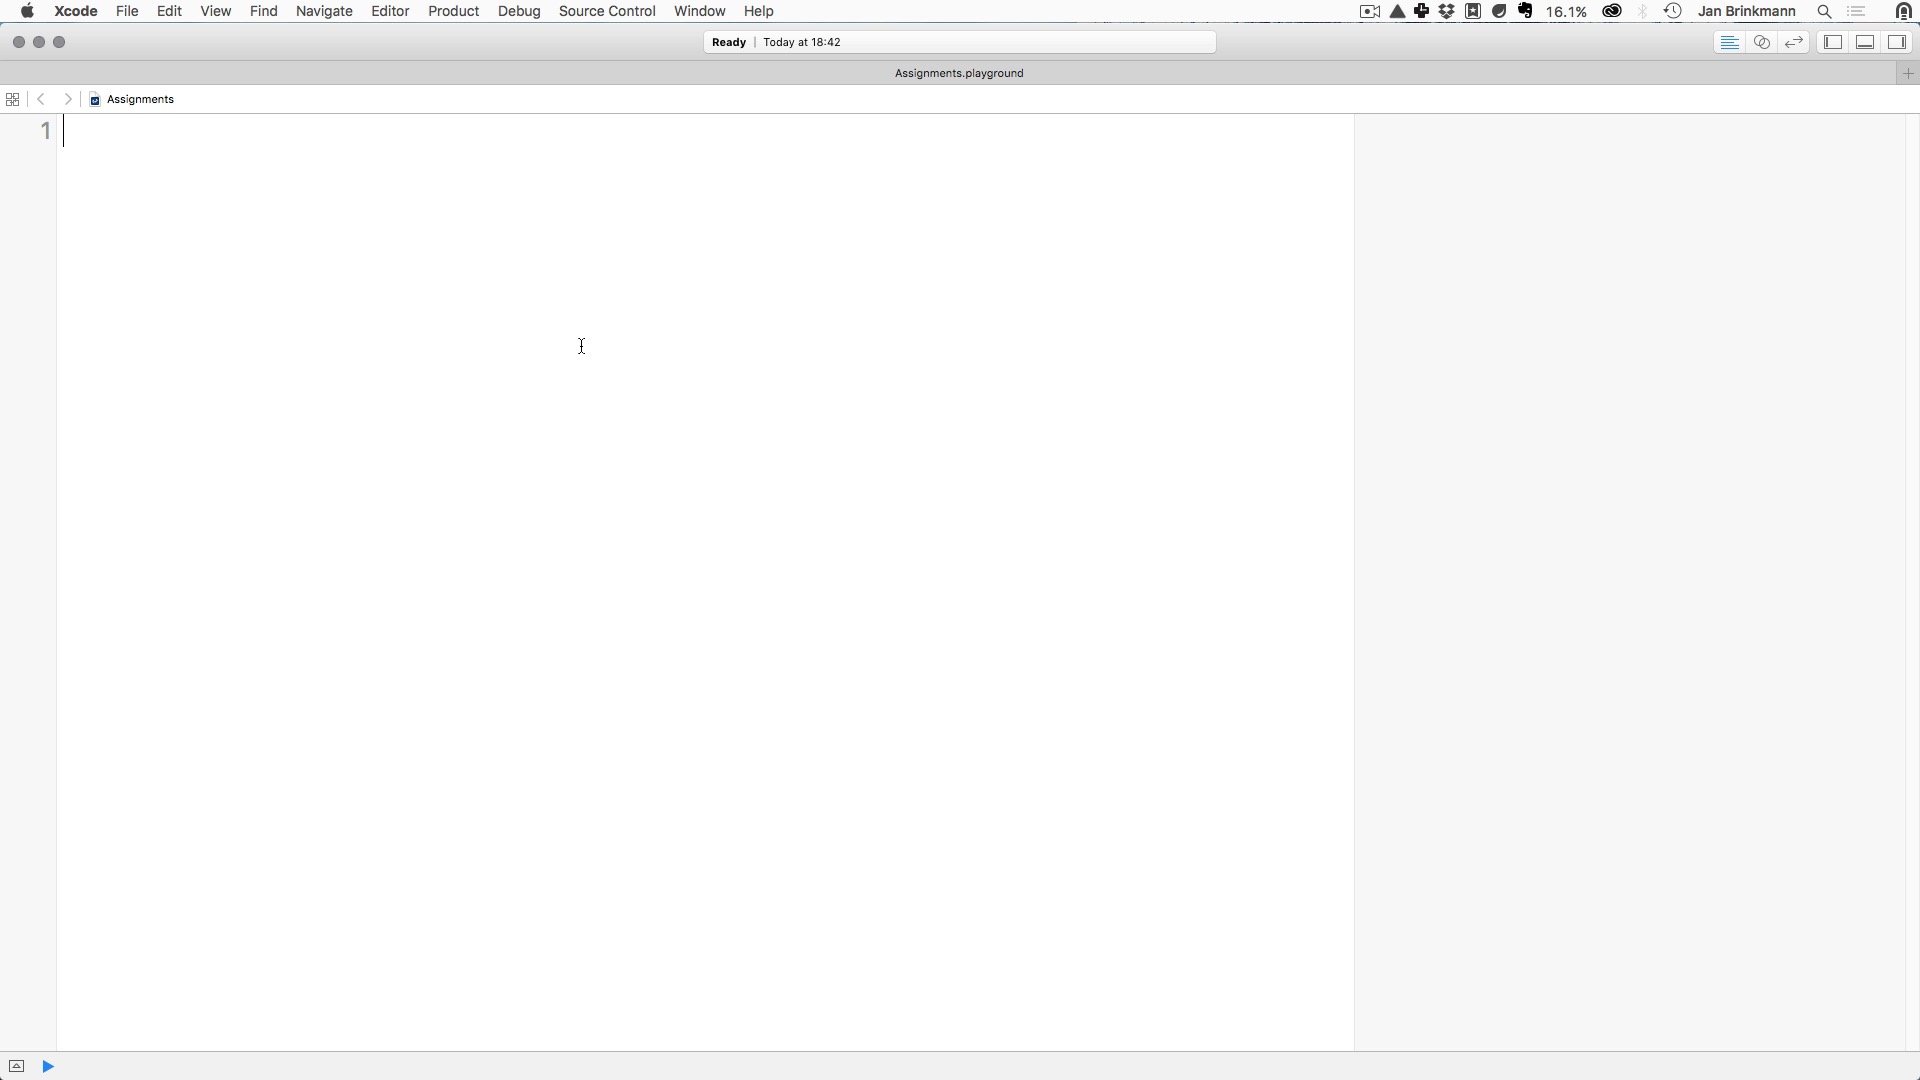 Xcode File Edit View Find Navigate Editor Product Debug Source Control Window Help 16.1% Jan Brinkmann
Ready | Today at 18:42
Assignments.playground
Assignments
1